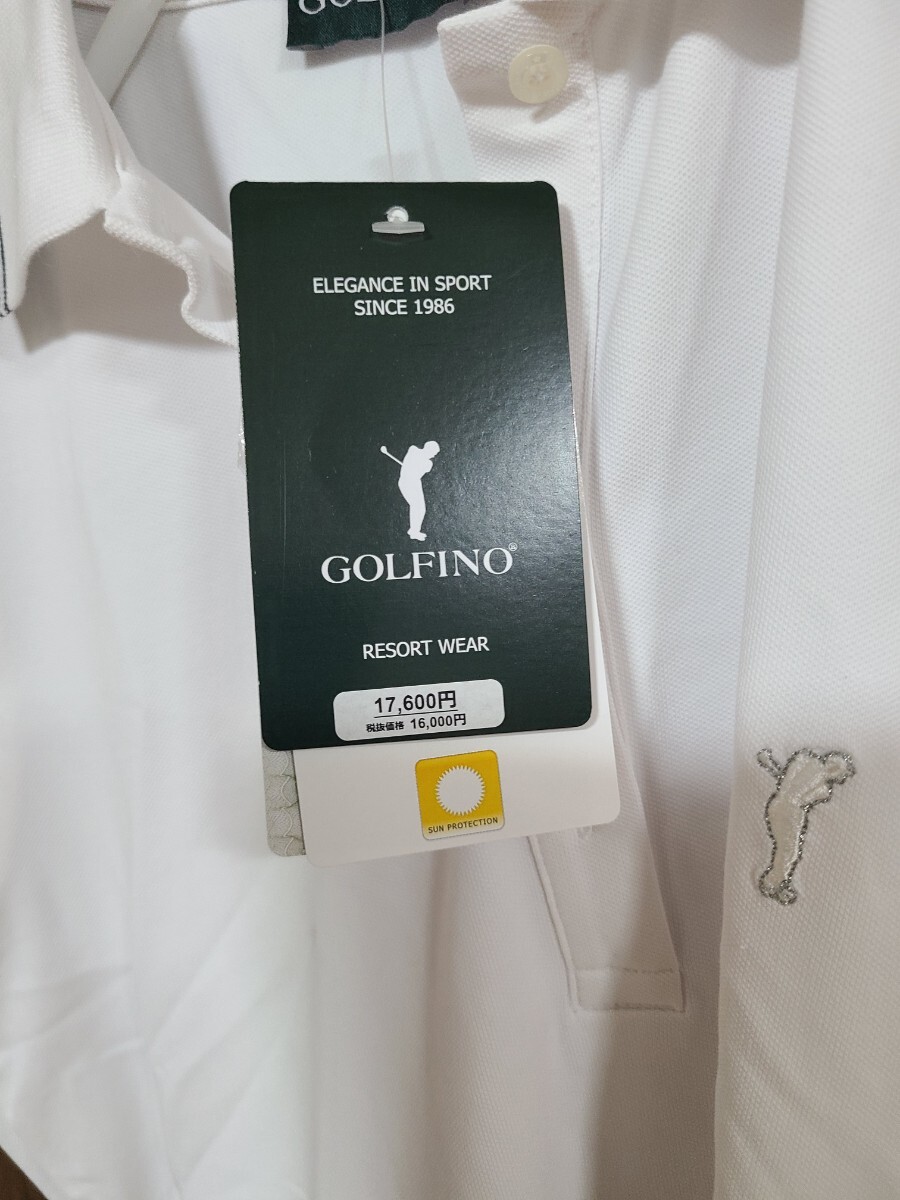 ELEGANCE IN SPORT
SINCE 1986
GOLFINO®
RESORT WEAR
17,600円
税抜価格 16,000円
SUN PROTECTION